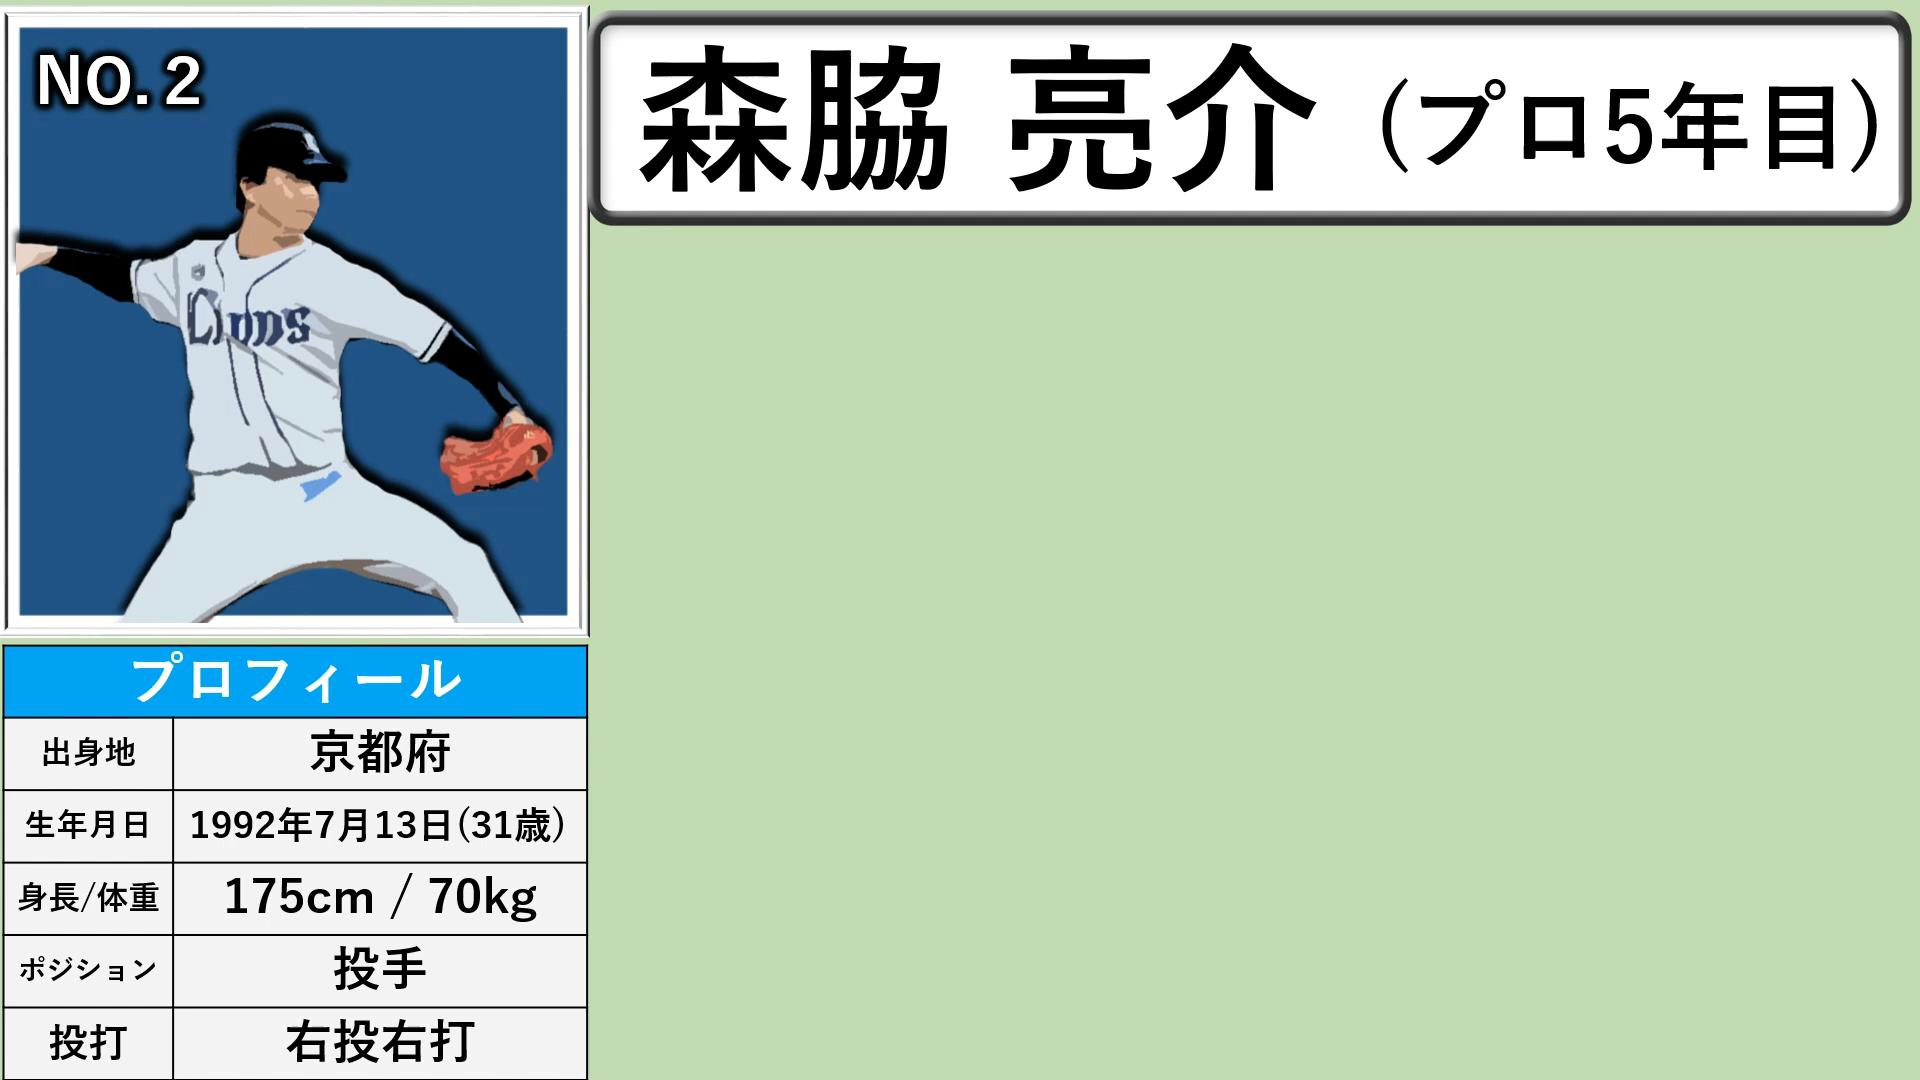 NO.2
森脇 亮介 (プロ5年目)
Lions
プロフィール
出身地 京都府
生年月日 1992年7月13日(31歳)
身長/体重 175cm / 70kg
ポジション 投手
投打 右投右打